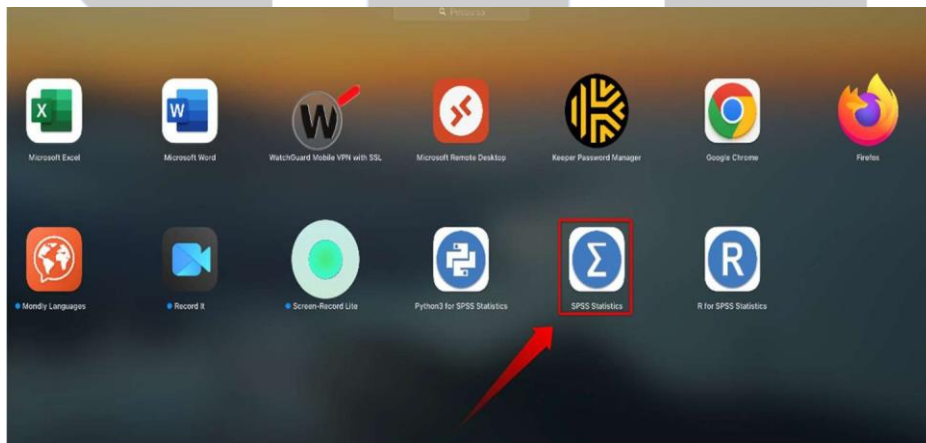 Pesquisar
X
W
W
Microsoft Excel
Microsoft Word
WatchGuard Mobile VPN with SSL
Microsoft Remote Desktop
Keeper Password Manager
Google Chrome
Firefox
Σ
R
Mondly Languages
Record It
Screen-Record Lite
Python3 for SPSS Statistics
SPSS Statistics
R for SPSS Statistics